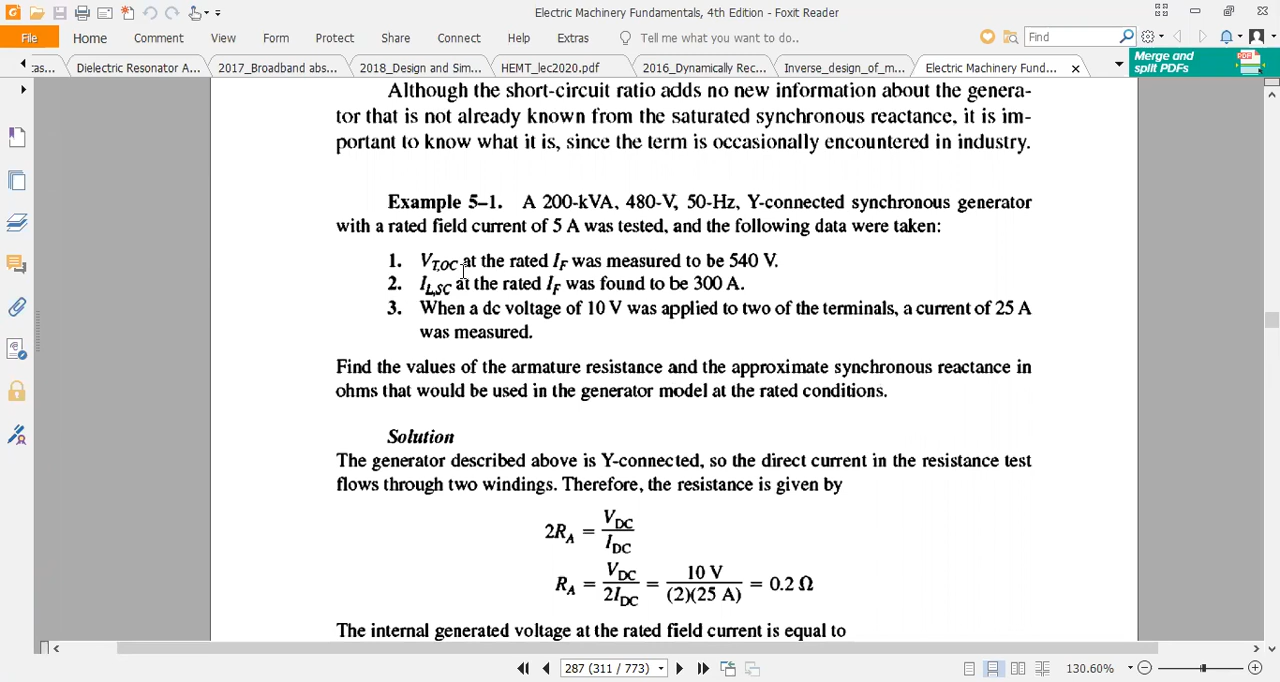 Electric Machinery Fundamentals, 4th Edition - Foxit Reader
File Home Comment View Form Protect Share Connect Help Extras Tell me what you want to do.. Find
tas... Dielectric Resonator A... 2017_Broadband abs... 2018_Design and Simi... HEMT_lec2020.pdf 2016_Dynamically Rec... Inverse_design_of_m... Electric Machinery Fund... Merge and split PDFs
Although the short-circuit ratio adds no new information about the genera-
tor that is not already known from the saturated synchronous reactance, it is im-
portant to know what it is, since the term is occasionally encountered in industry.
Example 5–1. A 200-kVA, 480-V, 50-Hz, Y-connected synchronous generator
with a rated field current of 5 A was tested, and the following data were taken:
1. V_T,OC at the rated I_F was measured to be 540 V.
2. I_L,SC at the rated I_F was found to be 300 A.
3. When a dc voltage of 10 V was applied to two of the terminals, a current of 25 A
was measured.
Find the values of the armature resistance and the approximate synchronous reactance in
ohms that would be used in the generator model at the rated conditions.
Solution
The generator described above is Y-connected, so the direct current in the resistance test
flows through two windings. Therefore, the resistance is given by
2R_A = V_DC / I_DC
R_A = V_DC / 2I_DC = 10 V / (2)(25 A) = 0.2 Ω
The internal generated voltage at the rated field current is equal to
287 (311 / 773) 130.60%